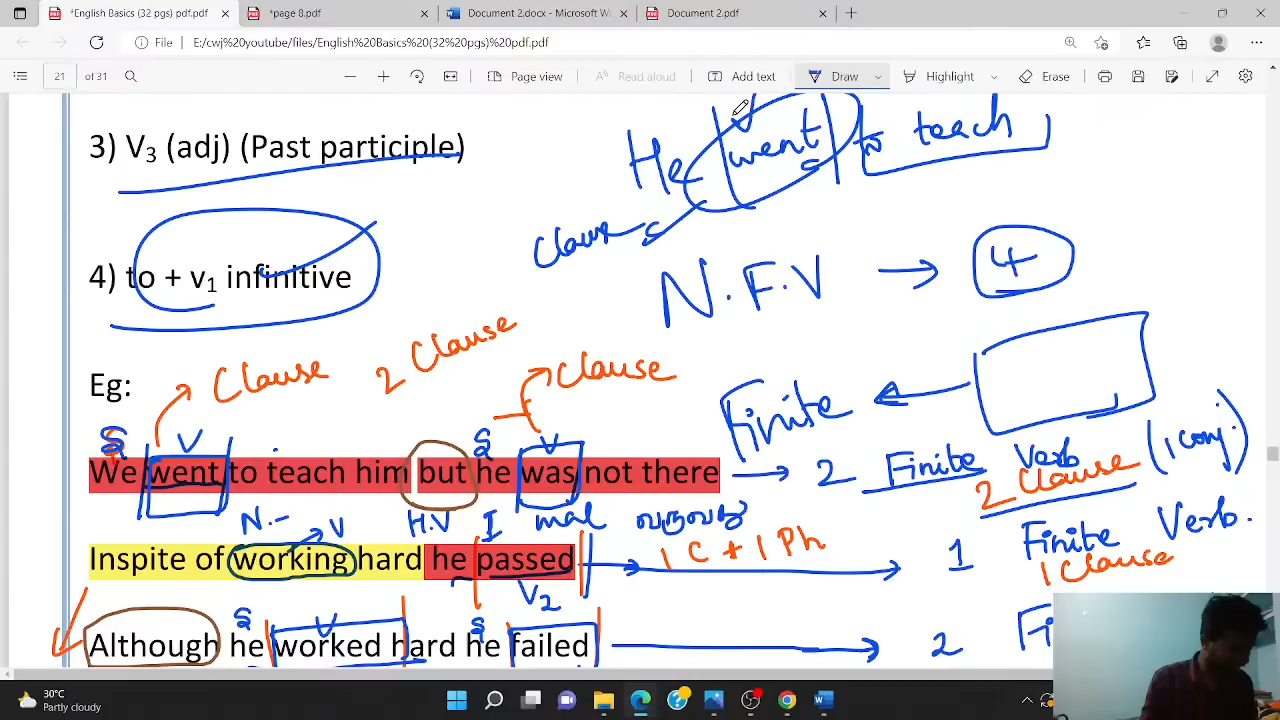 *English Basics (32 pgs) pdf.pdf
*page 8.pdf
Document 2.docx - Microsoft W
Document 2.pdf
File
E:/cwj%20youtube/files/English%20Basics(32%20pgs)%20pdf.pdf
21 of 31
Page view
Read aloud
Add text
Draw
Highlight
Erase
He went to teach
3) V3 (adj) (Past participle)
Clause
4) to + v1 infinitive
N.F.V → 4
Clause
2 Clause
Clause
Eg:
Finite
S V S V
We went to teach him but he was not there
2 Finite Verb (1 conj.)
2 Clause
N.- V H.V I
Inspite of working hard he passed
1 C + 1 Ph
1 Finite Verb.
1 Clause
V2
S V S
Although he worked hard he failed
2
30°C
Partly cloudy